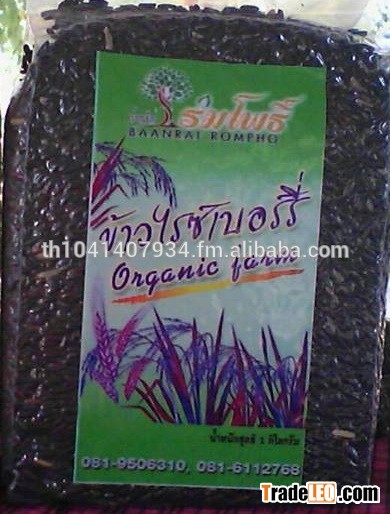 บ้านไร่ ร่มโพธิ์
BAANRAI ROMPHO
ข้าวไรซ์เบอร์รี่
Organic farm
th1041407934.fm.alibaba.com
น้ำหนักสุทธิ 1 กิโลกรัม
081-9506310, 081-6112768
TradeLEO.com